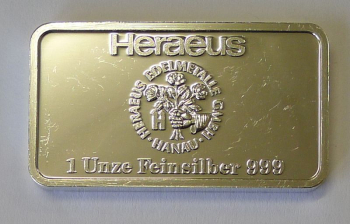 Heraeus
HERAEUS EDELMETALLE GMBH
HANAU
H
1 Unze Feinsilber 999